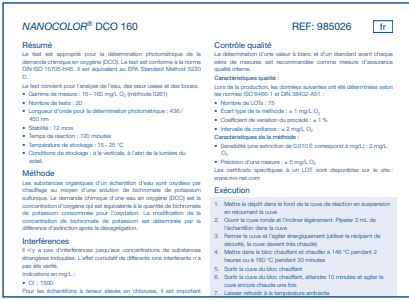 NANOCOLOR® DCO 160
REF: 985026
fr
Résumé
Le test est approprié pour la détermination photométrique de la
demande chimique en oxygène (DCO). Le test est conforme à la norme
DIN ISO 15705-H45. Il est équivalent au EPA Standard Method 5220
D.
Le test convient pour l'analyse de l'eau, des eaux usées et des boues.
• Gamme de mesure : 15–160 mg/L O₂ (méthode 0261)
• Nombre de tests : 20
• Longueur d'onde pour la détermination photométrique : 436 /
450 nm
• Stabilité : 12 mois
• Temps de réaction : 120 minutes
• Température de stockage : 15–25 °C
• Conditions de stockage : à la verticale, à l'abri de la lumière du
soleil.
Méthode
Les substances organiques d'un échantillon d'eau sont oxydées par
chauffage au moyen d'une solution de bichromate de potassium
sulfurique. La demande chimique d'une eau en oxygène (DCO) est la
concentration d'oxygène qui est équivalente à la quantité de bichromate
de potassium consommée pour l'oxydation. La modification de la
concentration de bichromate de potassium est déterminée par la
différence d'extinction après la désagrégation.
Interférences
Il n'y a pas d'interférences jusqu'aux concentrations de substances
étrangères indiquées. L'effet cumulatif de différents ions interférents n'a
pas été vérifié.
Indications en mg/L :
• Cl⁻ : 1500
Pour les échantillons à teneur élevée en chlorures, il est important
Contrôle qualité
La détermination d'une valeur à blanc et d'un standard avant chaque
série de mesures est recommandée comme mesure d'assurance
qualité interne.
Caractéristiques qualité :
Lors de la production, les données suivantes ont été déterminées selon
les normes ISO 8466-1 et DIN 38402-A51 :
• Nombre de LOTs : 75
• Écart type de la méthode : ± 1 mg/L O₂
• Coefficient de variation du procédé : ± 1 %
• Intervalle de confiance : ± 2 mg/L O₂
Caractéristiques de la méthode :
• Sensibilité (une extinction de 0,010 E correspond à mg/L) : 2 mg/L
O₂
• Précision d'une mesure : ± 5 mg/L O₂
Les certificats spécifiques à un LOT sont disponibles sur le site :
www.mn-net.com
Exécution
1. Mettre le dépôt dans le fond de la cuve de réaction en suspension
en retournant la cuve
2. Ouvrir la cuve ronde et l'incliner légèrement. Pipeter 2 mL de
l'échantillon dans la cuve
3. Fermer la cuve et l'agiter énergiquement (utiliser le récipient de
sécurité, la cuve devient très chaude)
4. Mettre dans le bloc chauffant et chauffer à 148 °C pendant 2
heures ou à 160 °C pendant 30 minutes
5. Sortir la cuve du bloc chauffant
6. Sortir la cuve du bloc chauffant, attendre 10 minutes et agiter la
cuve encore chaude une fois
7. Laisser refroidir à la température ambiante